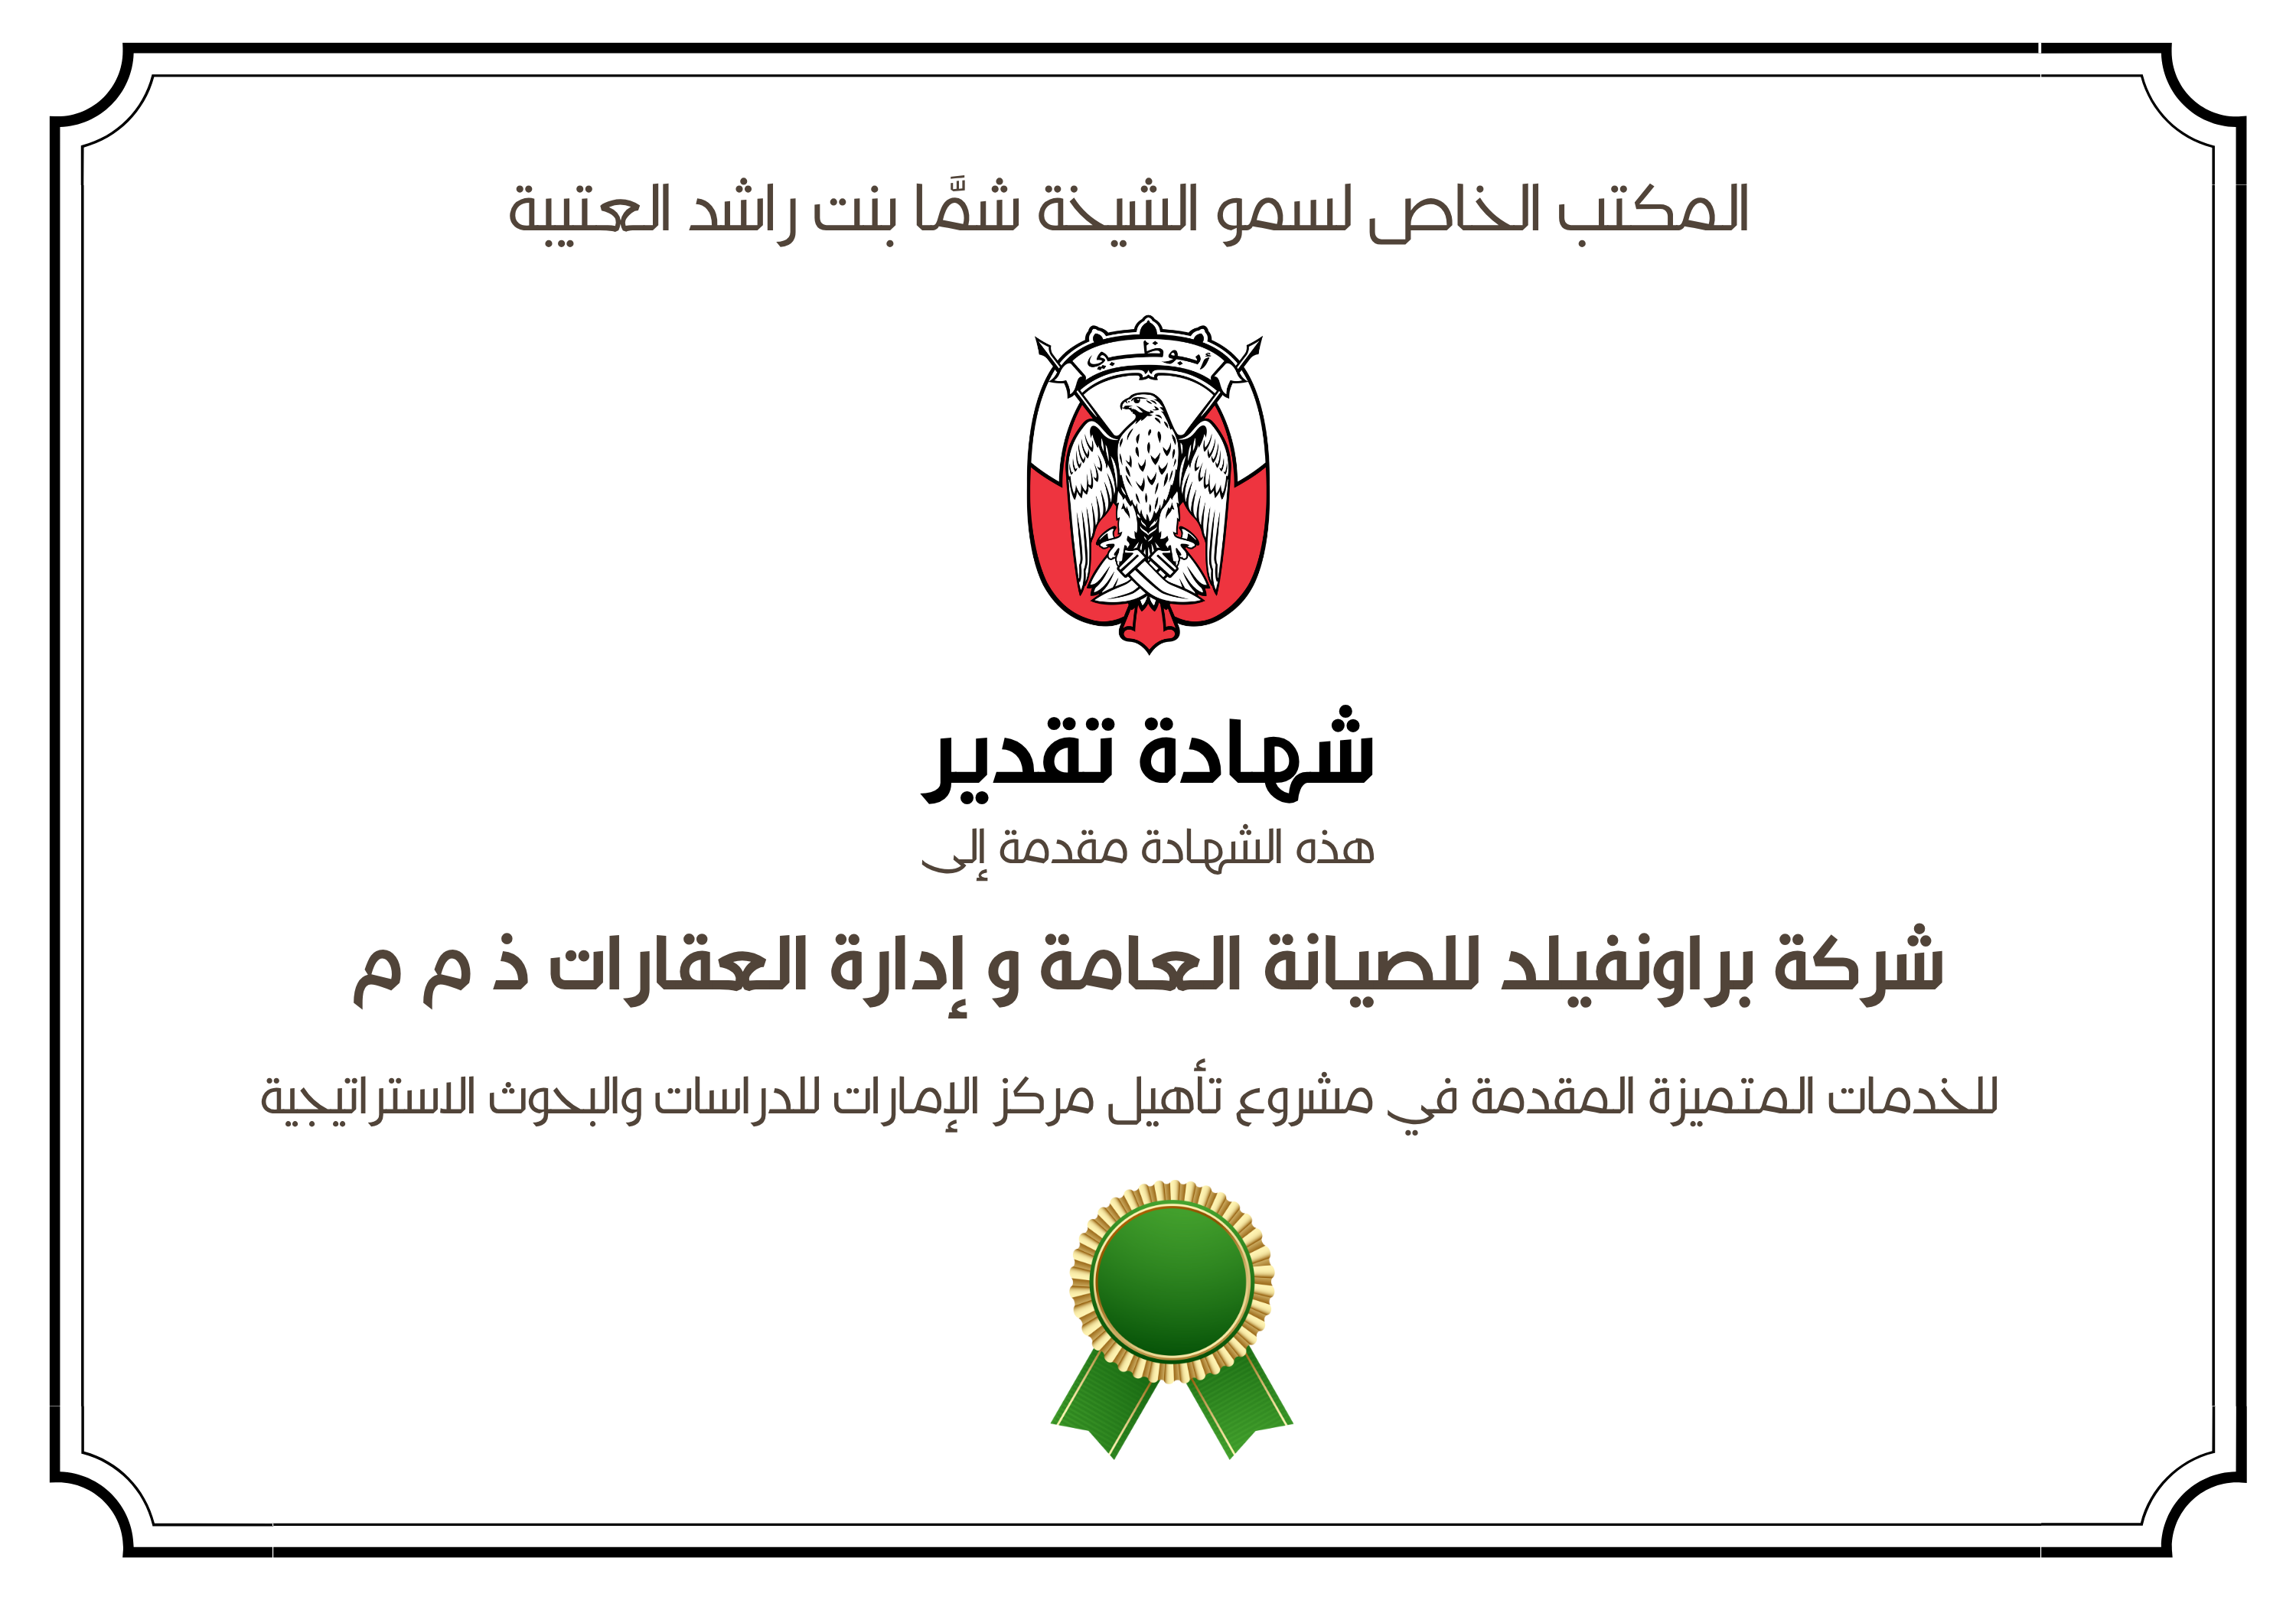 المكتب الخاص لسمو الشيخة شمَّا بنت راشد العتيبة
أبوظبي
شهادة تقدير
هذه الشهادة مقدمة إلى
شركة براونفيلد للصيانة العامة و إدارة العقارات ذ م م
للخدمات المتميزة المقدمة في مشروع تأهيل مركز الإمارات للدراسات والبحوث الاستراتيجية